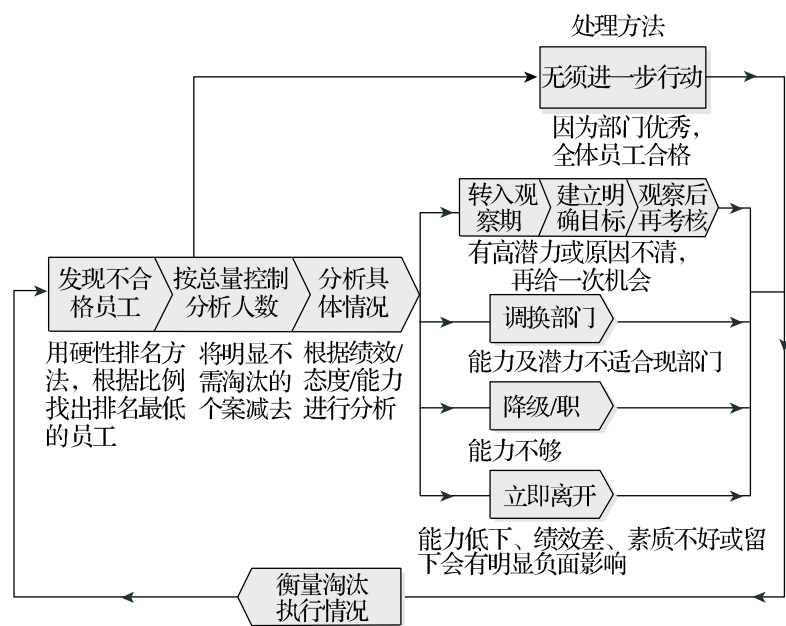 处理方法
无须进一步行动
因为部门优秀，
全体员工合格
转入观
察期
建立明
确目标
观察后
再考核
有高潜力或原因不清，
再给一次机会
发现不合
格员工
按总量控制
分析人数
分析具
体情况
用硬性排名方
法，根据比例
找出排名最低
的员工
将明显不
需淘汰的
个案减去
根据绩效/
态度/能力
进行分析
调换部门
能力及潜力不适合现部门
降级/职
能力不够
立即离开
能力低下、绩效差、素质不好或留
下会有明显负面影响
衡量淘汰
执行情况